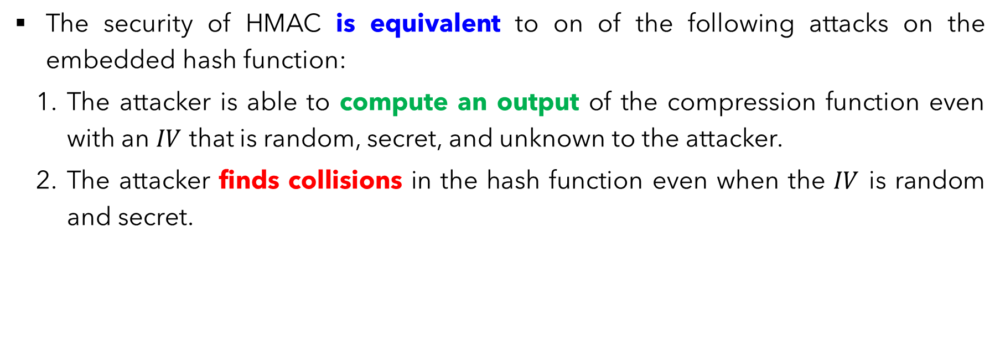 ▪ The security of HMAC is equivalent to on of the following attacks on the
embedded hash function:
1. The attacker is able to compute an output of the compression function even
with an IV that is random, secret, and unknown to the attacker.
2. The attacker finds collisions in the hash function even when the IV is random
and secret.